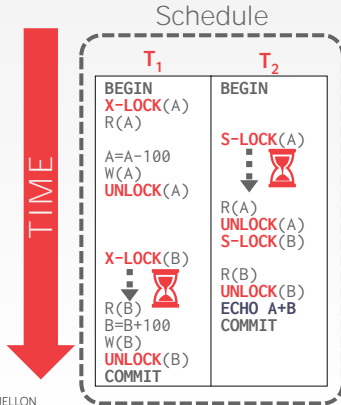 Schedule
TIME
T1
BEGIN
X-LOCK(A)
R(A)
A=A-100
W(A)
UNLOCK(A)
X-LOCK(B)
R(B)
B=B+100
W(B)
UNLOCK(B)
COMMIT
T2
BEGIN
S-LOCK(A)
R(A)
UNLOCK(A)
S-LOCK(B)
R(B)
UNLOCK(B)
ECHO A+B
COMMIT